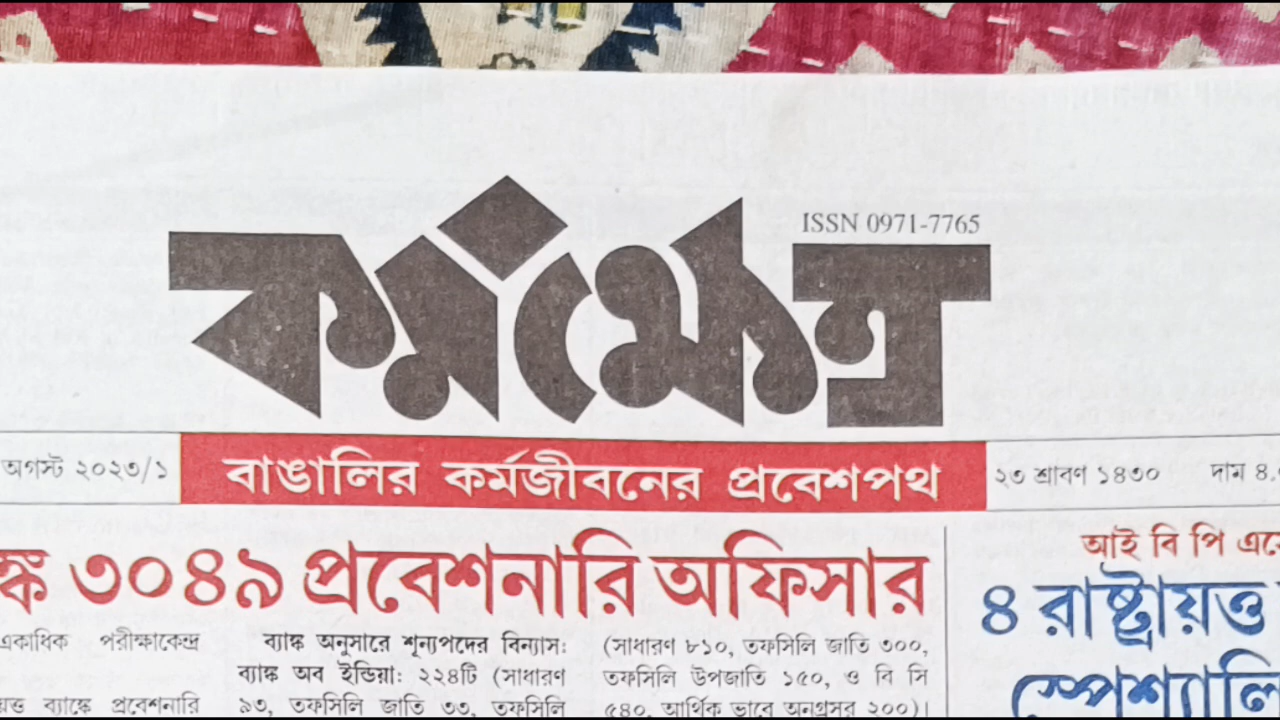 ISSN 0971-7765
কর্মক্ষেত্র
অগস্ট ২০২৩/১
বাঙালির কর্মজীবনের প্রবেশপথ
২৩ শ্রাবণ ১৪৩০
দাম ৪.
৩০৪৯ প্রবেশনারি অফিসার
একাধিক পরীক্ষাকেন্দ্র
ব্যাঙ্কে প্রবেশনারি
ব্যাঙ্ক অনুসারে শূন্যপদের বিন্যাস:
ব্যাঙ্ক অব ইন্ডিয়া: ২২৪টি (সাধারণ
৯৩, তফসিলি জাতি ৩৩, তফসিলি
(সাধারণ ৮১০, তফসিলি জাতি ৩০০,
তফসিলি উপজাতি ১৫০, ও বি সি
৫৪০, আর্থিক ভাবে অনগ্রসর ২০০)।
আই বি পি
৪ রাষ্ট্রায়ত্ত